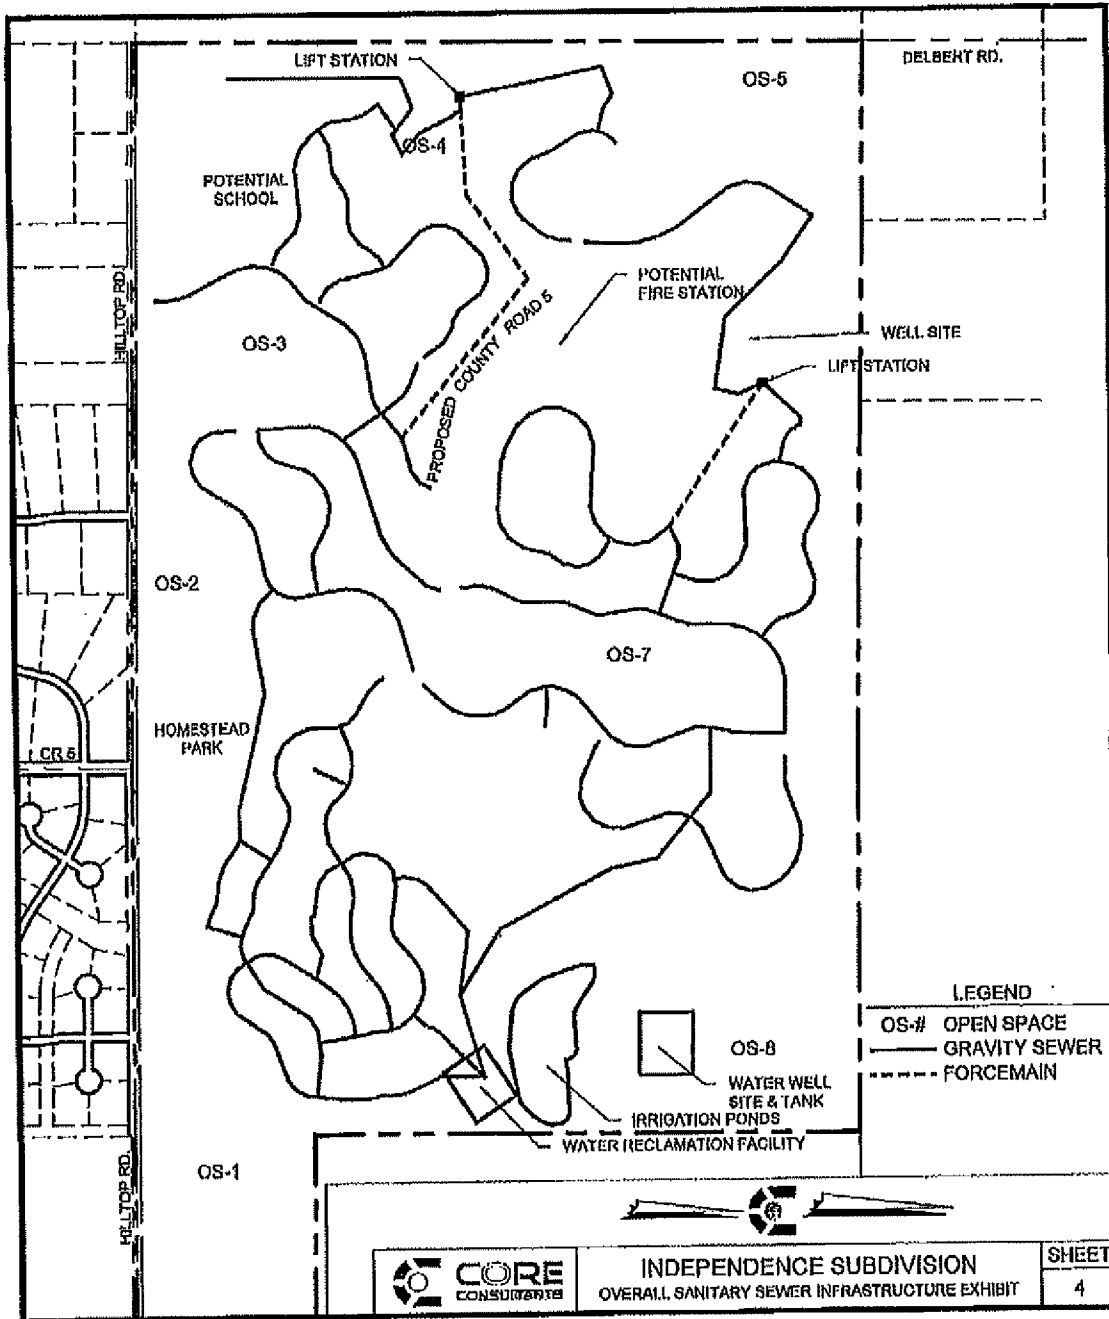 LIFT STATION
OS-5
DELBERT RD.
OS-4
POTENTIAL
SCHOOL
HILLTOP RD.
POTENTIAL
FIRE STATION
OS-3
PROPOSED COUNTY ROAD 5
WELL SITE
LIFT STATION
OS-2
OS-7
HOMESTEAD
PARK
CR 5
LEGEND
OS-# OPEN SPACE
GRAVITY SEWER
FORCEMAIN
OS-8
WATER WELL
SITE & TANK
IRRIGATION PONDS
WATER RECLAMATION FACILITY
OS-1
HILLTOP RD.
CORE
CONSULTANTS
INDEPENDENCE SUBDIVISION
OVERALL SANITARY SEWER INFRASTRUCTURE EXHIBIT
SHEET
4